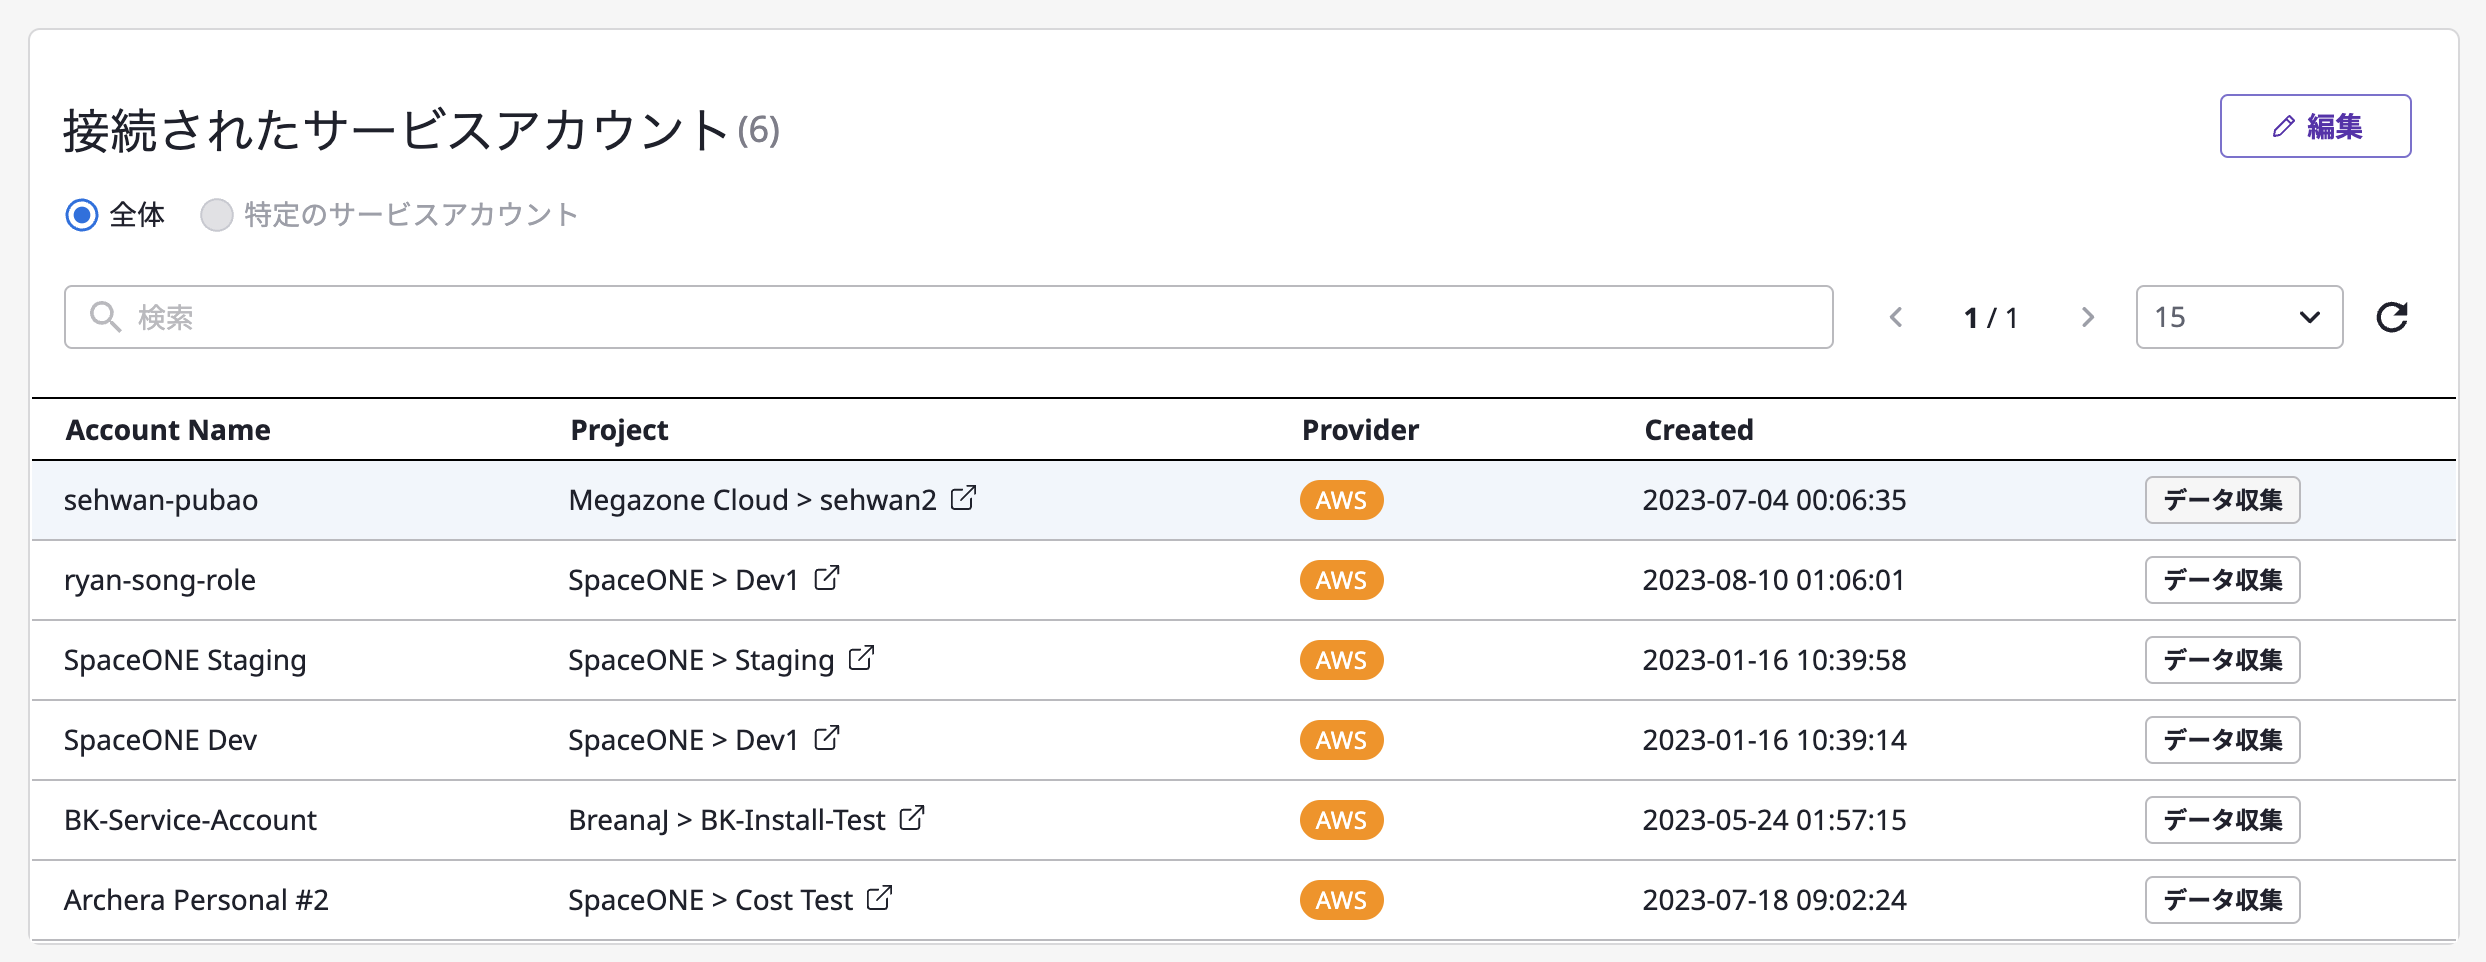 接続されたサービスアカウント (6)
編集
全体 特定のサービスアカウント
検索 1 / 1 15
Account Name Project Provider Created
sehwan-pubao Megazone Cloud > sehwan2 AWS 2023-07-04 00:06:35 データ収集
ryan-song-role SpaceONE > Dev1 AWS 2023-08-10 01:06:01 データ収集
SpaceONE Staging SpaceONE > Staging AWS 2023-01-16 10:39:58 データ収集
SpaceONE Dev SpaceONE > Dev1 AWS 2023-01-16 10:39:14 データ収集
BK-Service-Account BreanaJ > BK-Install-Test AWS 2023-05-24 01:57:15 データ収集
Archera Personal #2 SpaceONE > Cost Test AWS 2023-07-18 09:02:24 データ収集